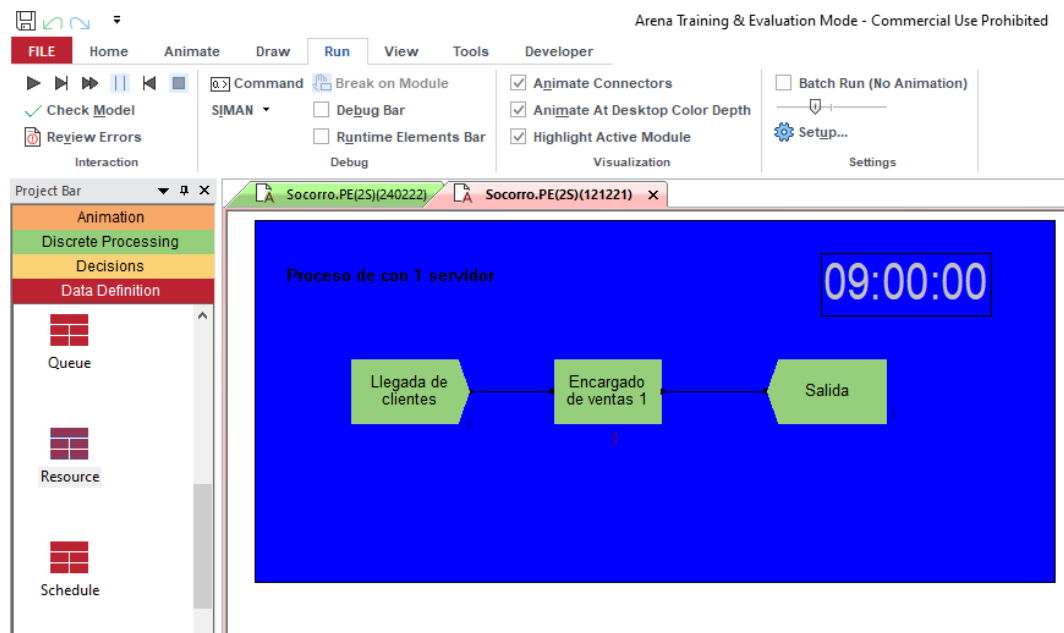 Arena Training & Evaluation Mode - Commercial Use Prohibited
FILE Home Animate Draw Run View Tools Developer
Command Break on Module Animate Connectors Batch Run (No Animation)
Check Model SIMAN Debug Bar Animate At Desktop Color Depth
Review Errors Runtime Elements Bar Highlight Active Module Setup...
Interaction Debug Visualization Settings
Project Bar Socorro.PE(2S)(240222) Socorro.PE(2S)(121221)
Animation
Discrete Processing
Decisions
Data Definition
Queue
Resource
Schedule
Proceso de con 1 servidor
09:00:00
Llegada de
clientes
Encargado
de ventas 1
Salida